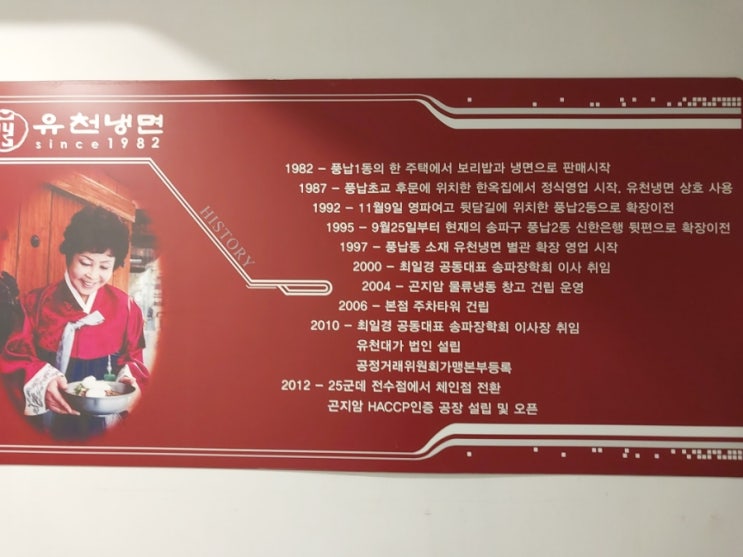 유천냉면
since1982
HISTORY
1982 - 풍납1동의 한 주택에서 보리밥과 냉면으로 판매시작
1987 - 풍납초교 후문에 위치한 한옥집에서 정식영업 시작. 유천냉면 상호 사용
1992 - 11월9일 영파여고 뒷담길에 위치한 풍납2동으로 확장이전
1995 - 9월25일부터 현재의 송파구 풍납2동 신한은행 뒷편으로 확장이전
1997 - 풍납동 소재 유천냉면 별관 확장 영업 시작
2000 - 최일경 공동대표 송파장학회 이사 취임
2004 - 곤지암 물류냉동 창고 건립 운영
2006 - 본점 주차타워 건립
2010 - 최일경 공동대표 송파장학회 이사장 취임
유천대가 법인 설립
공정거래위원회가맹본부등록
2012 - 25군데 전수점에서 체인점 전환
곤지암 HACCP인증 공장 설립 및 오픈